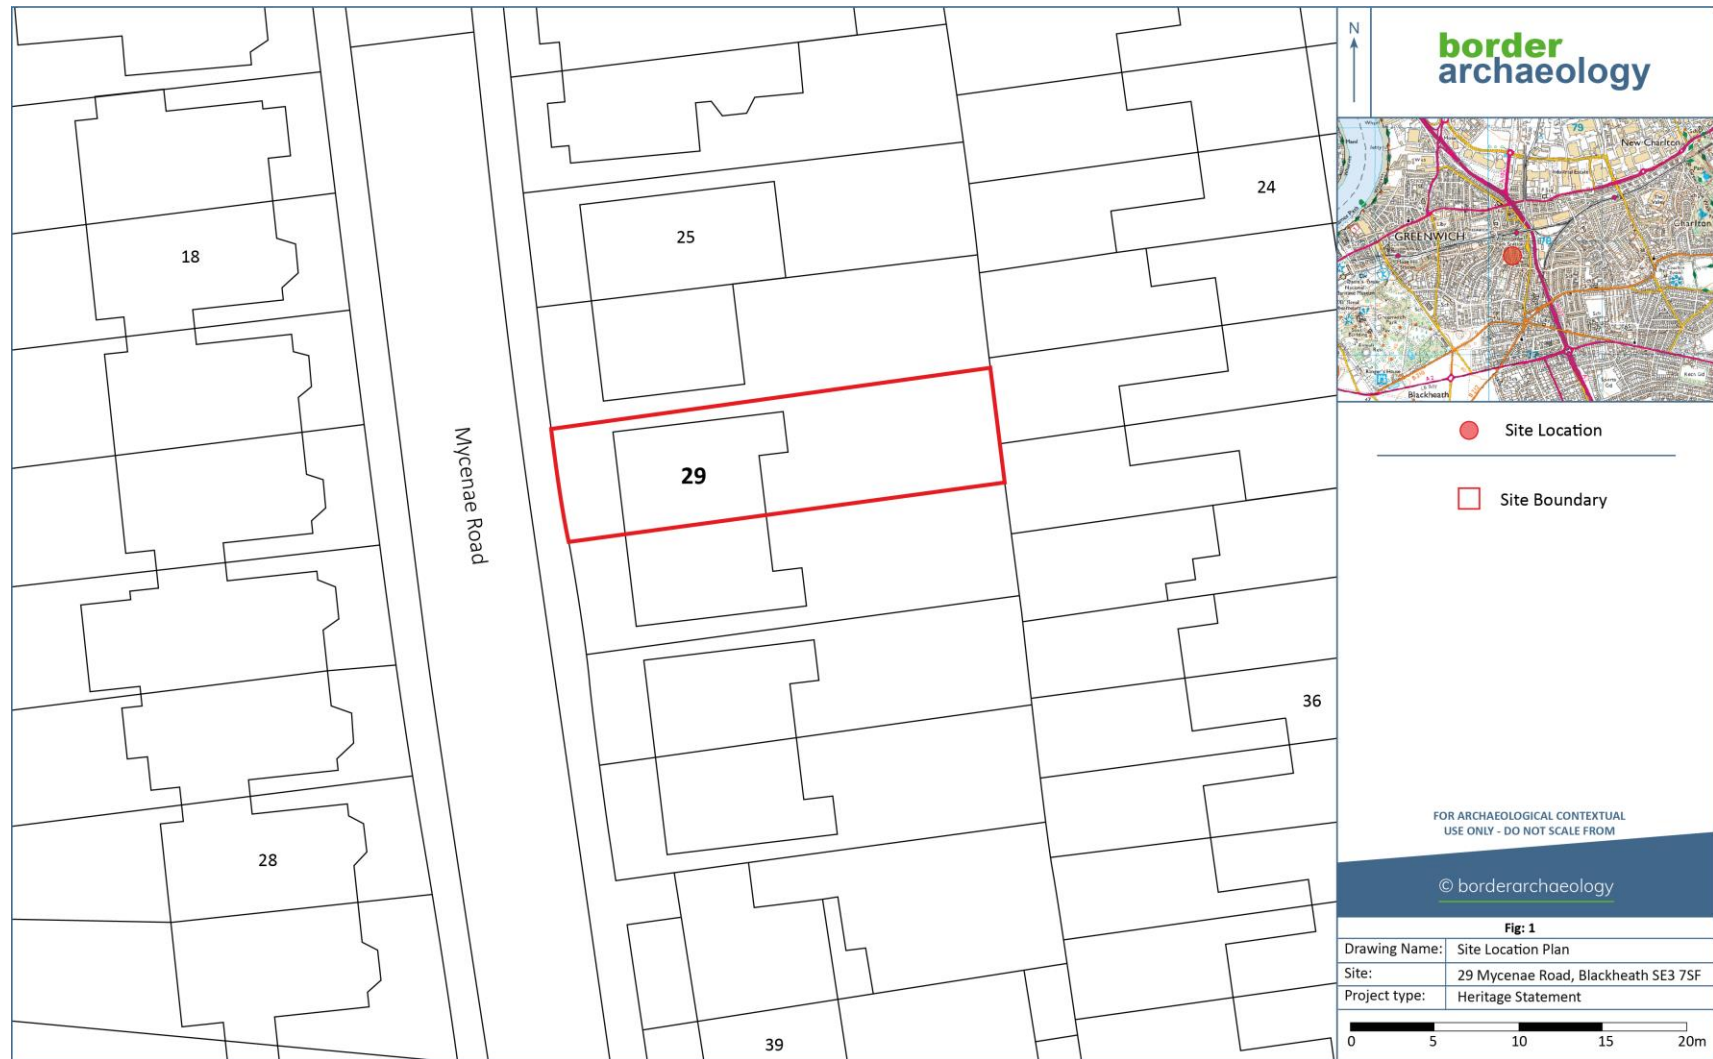 18
25
24
Mycenae Road
29
36
28
39
N
border
archaeology
New Charlton
GREENWICH
Charlton
Blackheath
Site Location
Site Boundary
FOR ARCHAEOLOGICAL CONTEXTUAL
USE ONLY - DO NOT SCALE FROM
© borderarchaeology
Fig: 1
Drawing Name: Site Location Plan
Site: 29 Mycenae Road, Blackheath SE3 7SF
Project type: Heritage Statement
0 5 10 15 20m